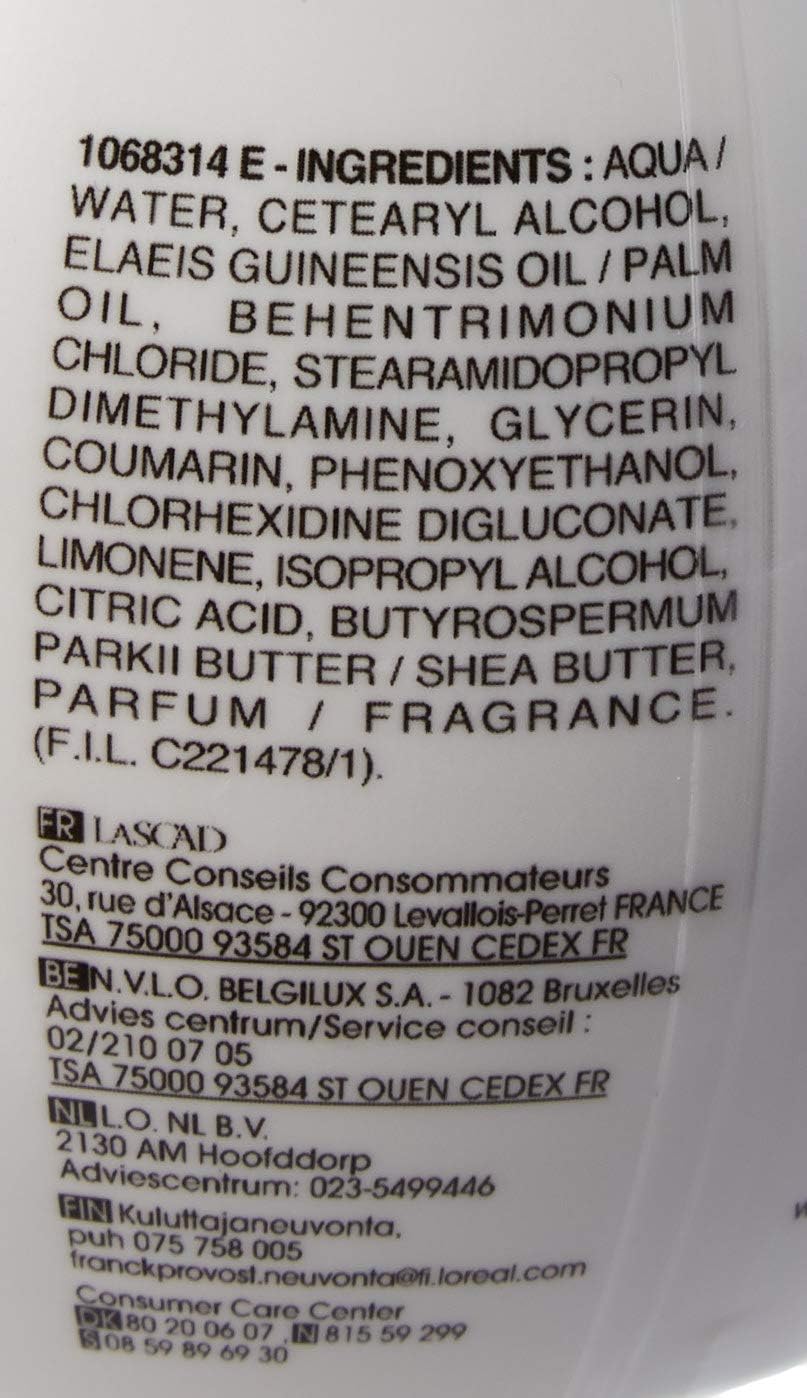 1068314 E - INGREDIENTS : AQUA /
WATER, CETEARYL ALCOHOL,
ELAEIS GUINEENSIS OIL / PALM
OIL, BEHENTRIMONIUM
CHLORIDE, STEARAMIDOPROPYL
DIMETHYLAMINE, GLYCERIN,
COUMARIN, PHENOXYETHANOL,
CHLORHEXIDINE DIGLUCONATE,
LIMONENE, ISOPROPYL ALCOHOL,
CITRIC ACID, BUTYROSPERMUM
PARKII BUTTER / SHEA BUTTER,
PARFUM / FRAGRANCE.
(F.I.L. C221478/1).
FR LASCAD
Centre Conseils Consommateurs
30, rue d'Alsace - 92300 Levallois-Perret FRANCE
TSA 75000 93584 ST OUEN CEDEX FR
BE N.V.L.O. BELGILUX S.A. - 1082 Bruxelles
Advies centrum/Service conseil :
02/210 07 05
TSA 75000 93584 ST OUEN CEDEX FR
NL L.O. NL B.V.
2130 AM Hoofddorp
Adviescentrum: 023-5499446
FIN Kuluttajaneuvonta,
puh 075 758 005
franckprovost.neuvonta@fi.loreal.com
Consumer Care Center
DK 80 20 06 07, N 815 59 299
S 08 59 89 69 30